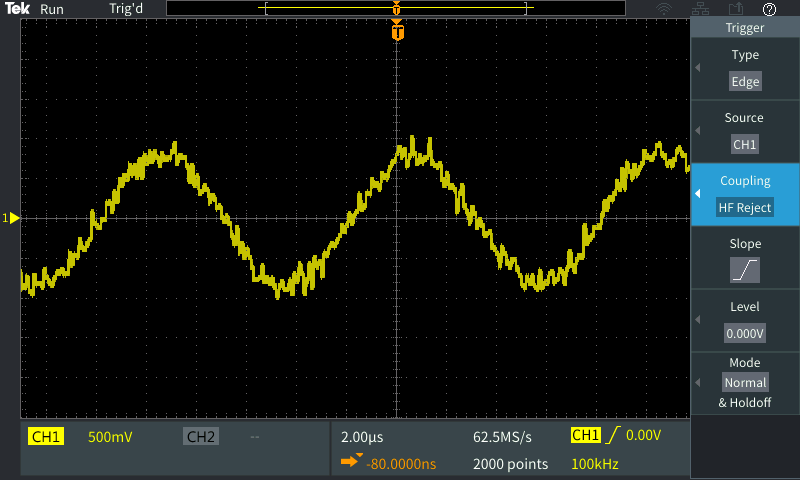 Tek Run Trig'd T ?
T
Trigger
Type
Edge
Source
CH1
Coupling
HF Reject
Slope
Level
0.000V
Mode
Normal
& Holdoff
1
CH1 500mV CH2 -- 2.00µs 62.5MS/s CH1 0.00V
-80.0000ns 2000 points 100kHz